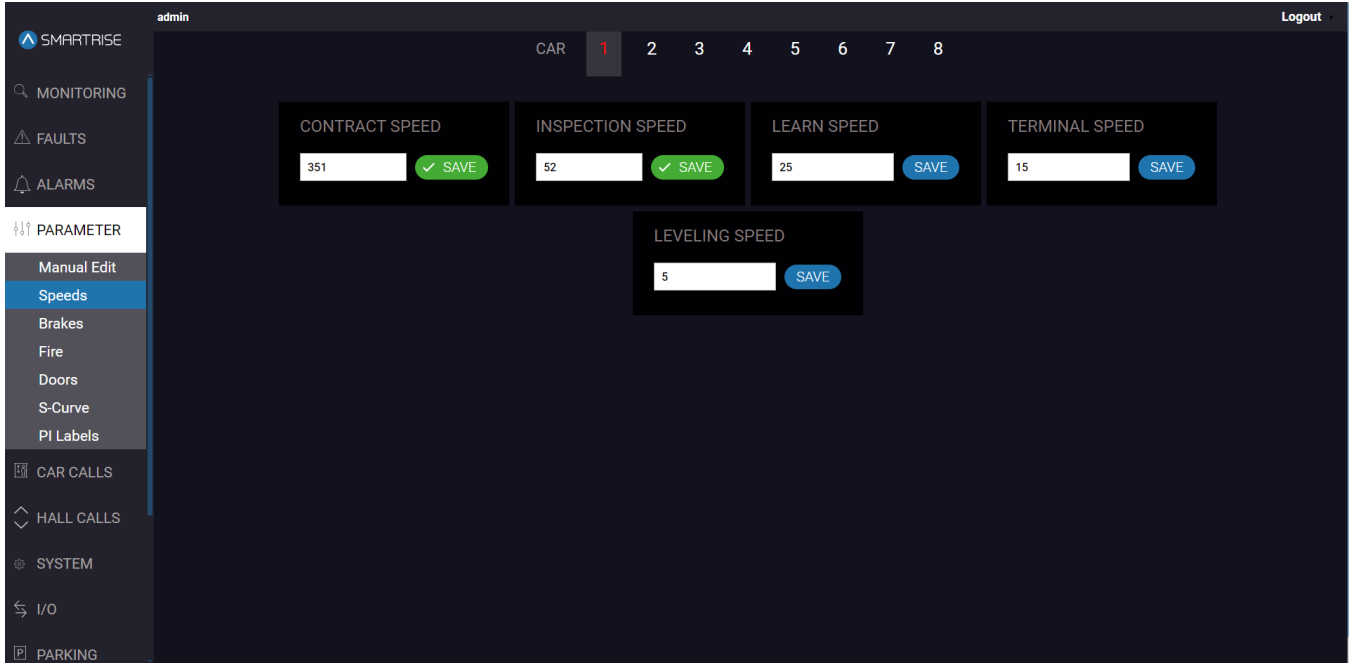 admin
Logout
SMARTRISE
CAR 1 2 3 4 5 6 7 8
MONITORING
FAULTS
ALARMS
PARAMETER
Manual Edit
Speeds
Brakes
Fire
Doors
S-Curve
PI Labels
CAR CALLS
HALL CALLS
SYSTEM
I/O
P PARKING
CONTRACT SPEED
351 SAVE
INSPECTION SPEED
52 SAVE
LEARN SPEED
25 SAVE
TERMINAL SPEED
15 SAVE
LEVELING SPEED
5 SAVE